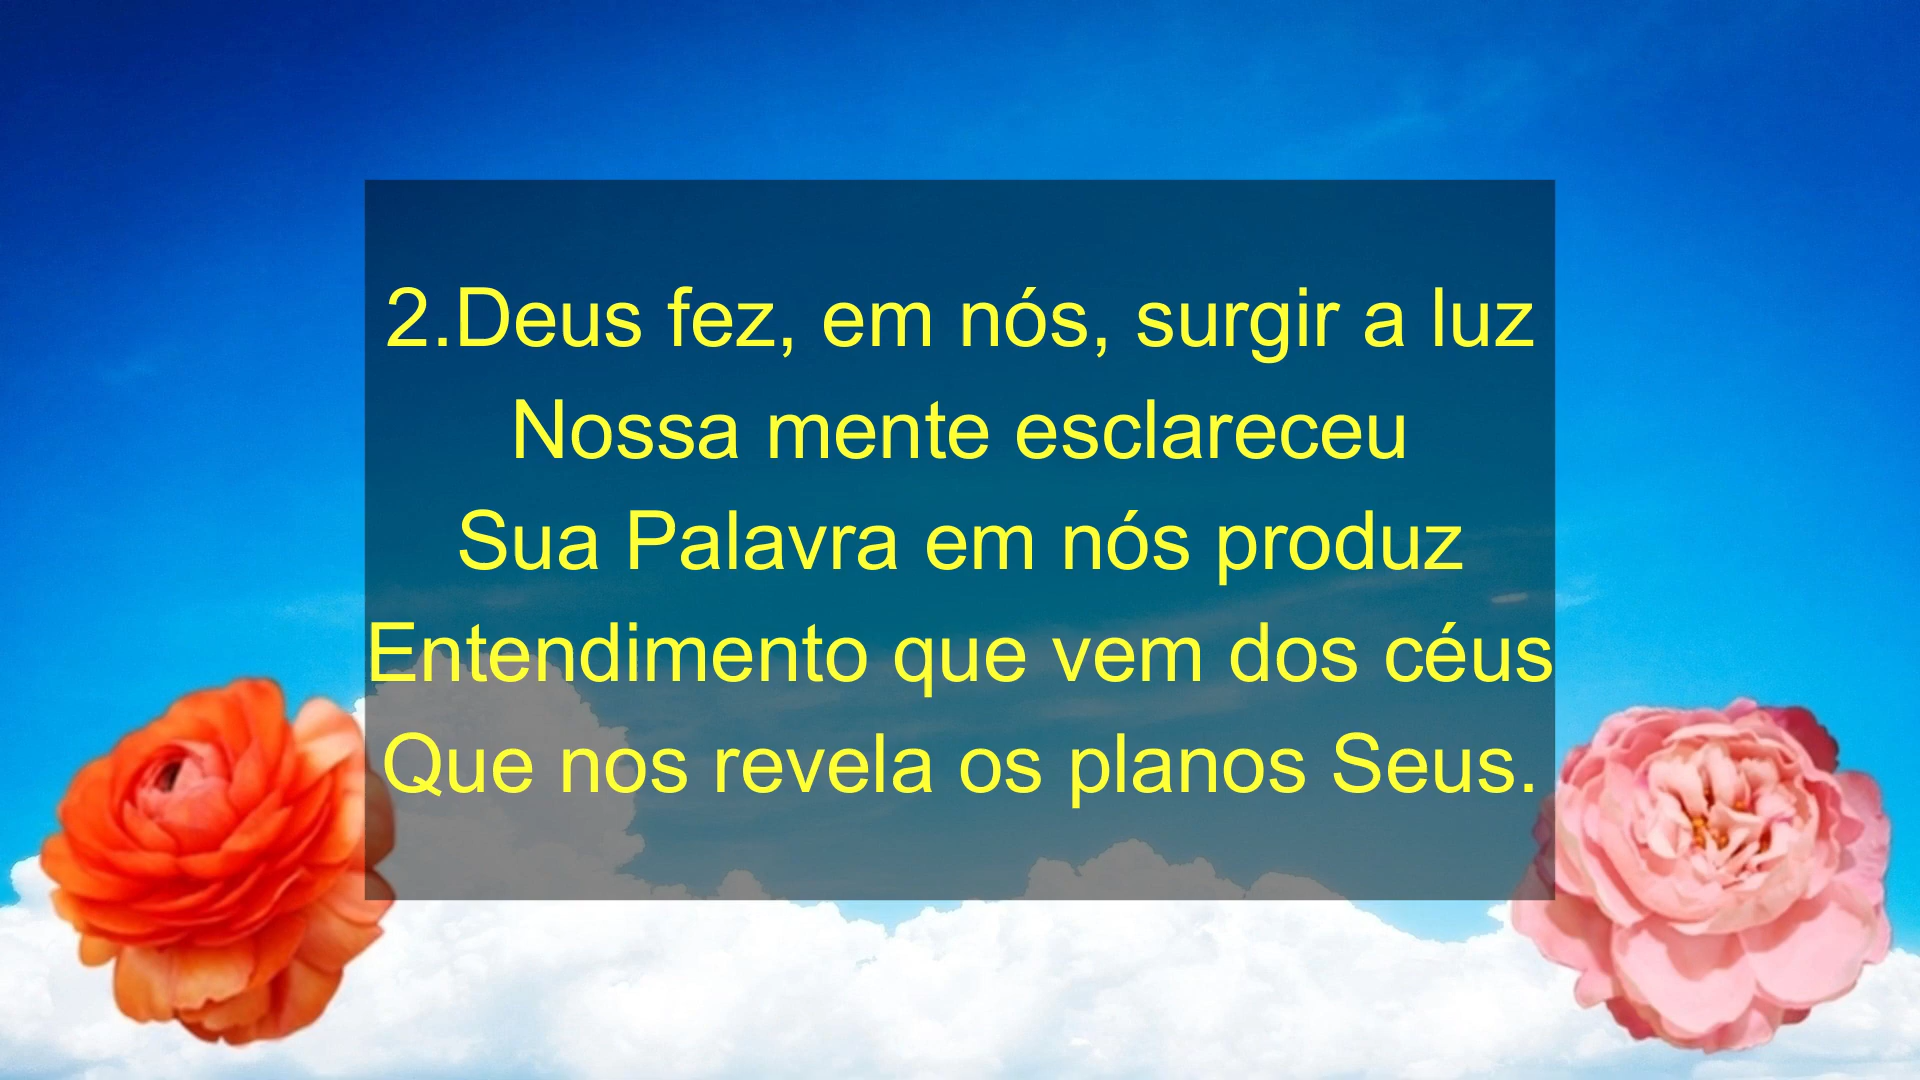 2.Deus fez, em nós, surgir a luz
Nossa mente esclareceu
Sua Palavra em nós produz
Entendimento que vem dos céus
Que nos revela os planos Seus.